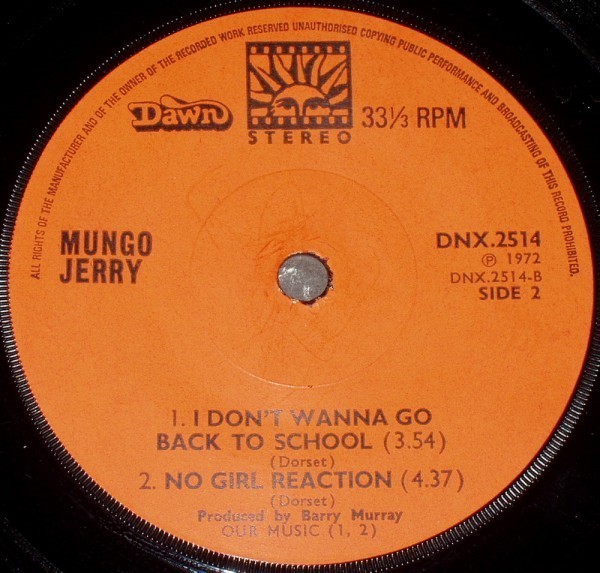 ALL RIGHTS OF THE MANUFACTURER AND OF THE OWNER OF THE RECORDED WORK RESERVED UNAUTHORISED COPYING PUBLIC PERFORMANCE AND BROADCASTING OF THIS RECORD PROHIBITED.
Dawn
STEREO
33⅓ RPM
MUNGO
JERRY
DNX.2514
Ⓟ 1972
DNX.2514-B
SIDE 2
1. I DON'T WANNA GO
BACK TO SCHOOL (3.54)
(Dorset)
2. NO GIRL REACTION (4.37)
(Dorset)
Produced by Barry Murray
OUR MUSIC (1, 2)